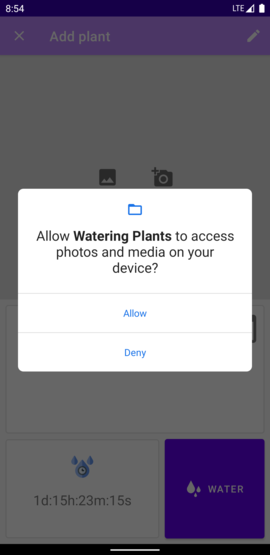 8:54 LTE
Add plant
Allow Watering Plants to access
photos and media on your
device?
Allow
Deny
1d:15h:23m:15s
WATER